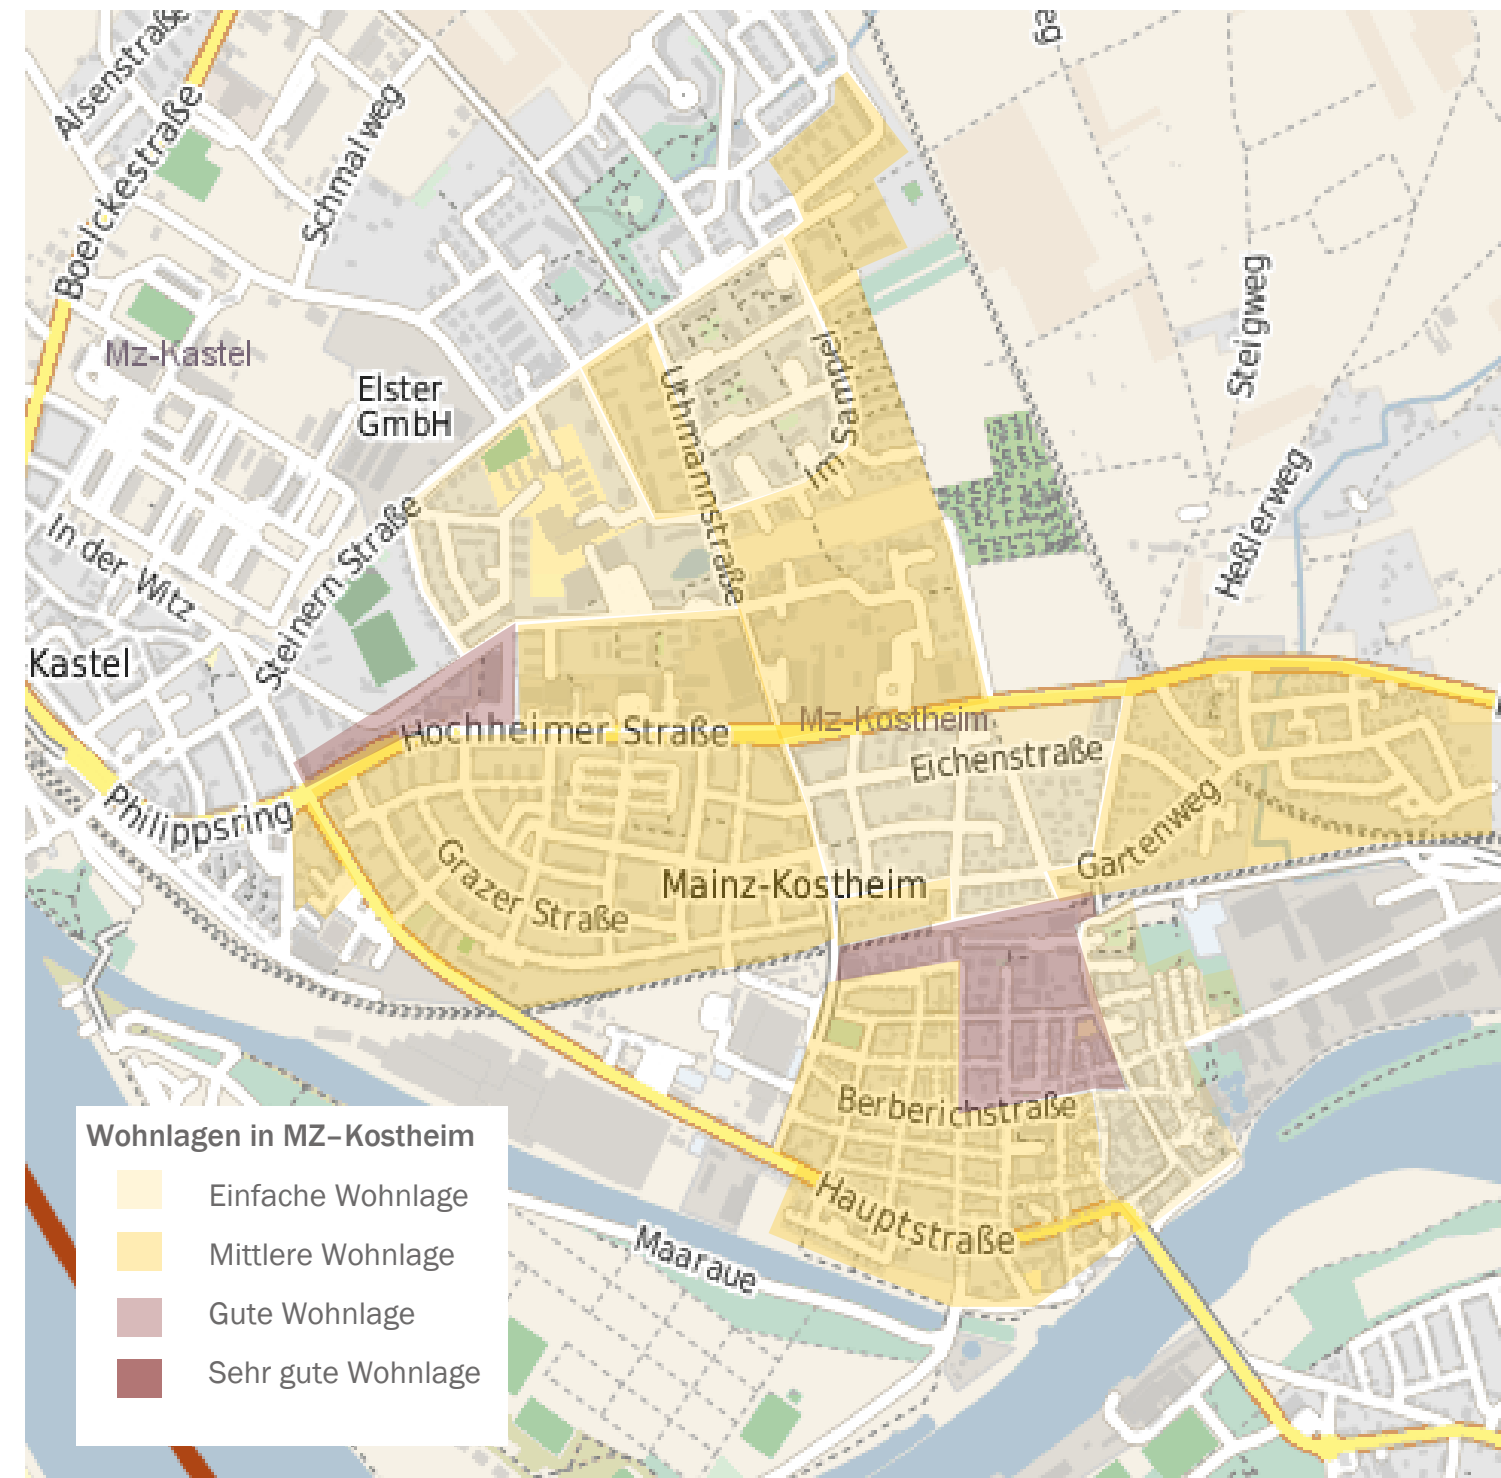 Alsenstraße
Boelckestraße
Schmalweg
Mz-Kastel
Elster
GmbH
Uthmannstraße
Im Sammel
Steigweg
Heßlerweg
In der Witz
Steinern Straße
Kastel
Hochheimer Straße
Mz-Kostheim
Eichenstraße
Philippsring
Gartenweg
Grazer Straße
Mainz-Kostheim
Berberichstraße
Hauptstraße
Maaraue
Wohnlagen in MZ–Kostheim
Einfache Wohnlage
Mittlere Wohnlage
Gute Wohnlage
Sehr gute Wohnlage